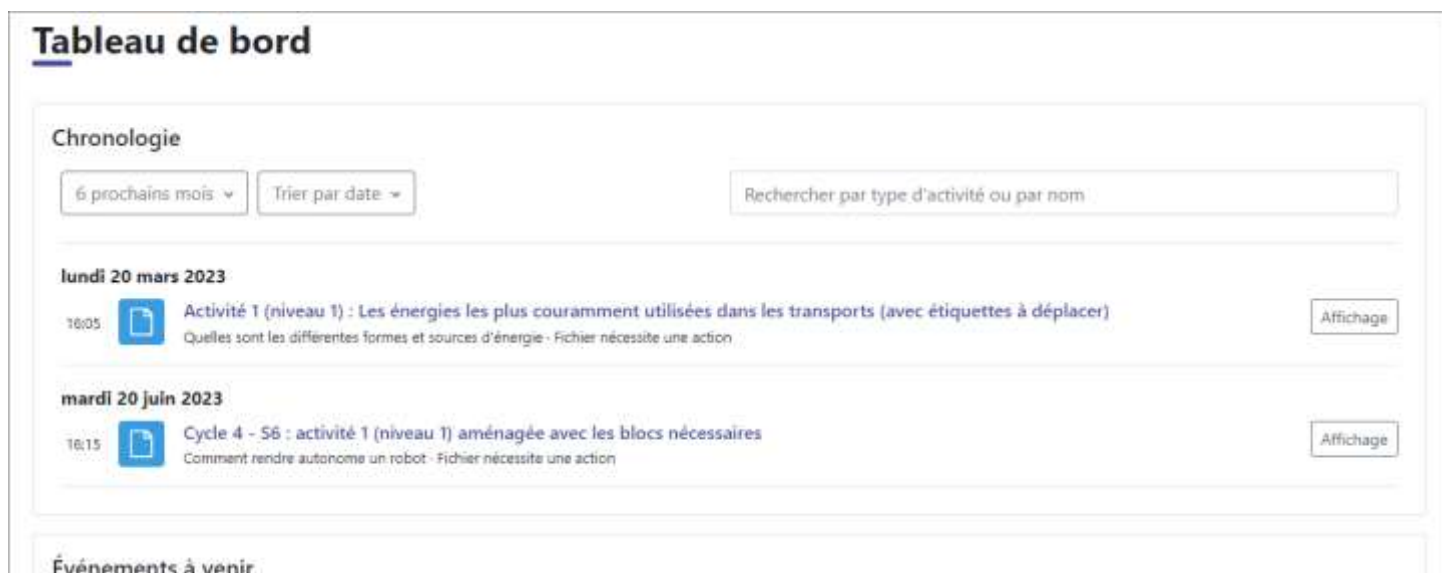 Tableau de bord
Chronologie
6 prochains mois
Trier par date
Rechercher par type d'activité ou par nom
lundi 20 mars 2023
16:05
Activité 1 (niveau 1) : Les énergies les plus couramment utilisées dans les transports (avec étiquettes à déplacer)
Affichage
Quelles sont les différentes formes et sources d'énergie · Fichier nécessite une action
mardi 20 juin 2023
16:15
Cycle 4 - S6 : activité 1 (niveau 1) aménagée avec les blocs nécessaires
Affichage
Comment rendre autonome un robot · Fichier nécessite une action
Événements à venir